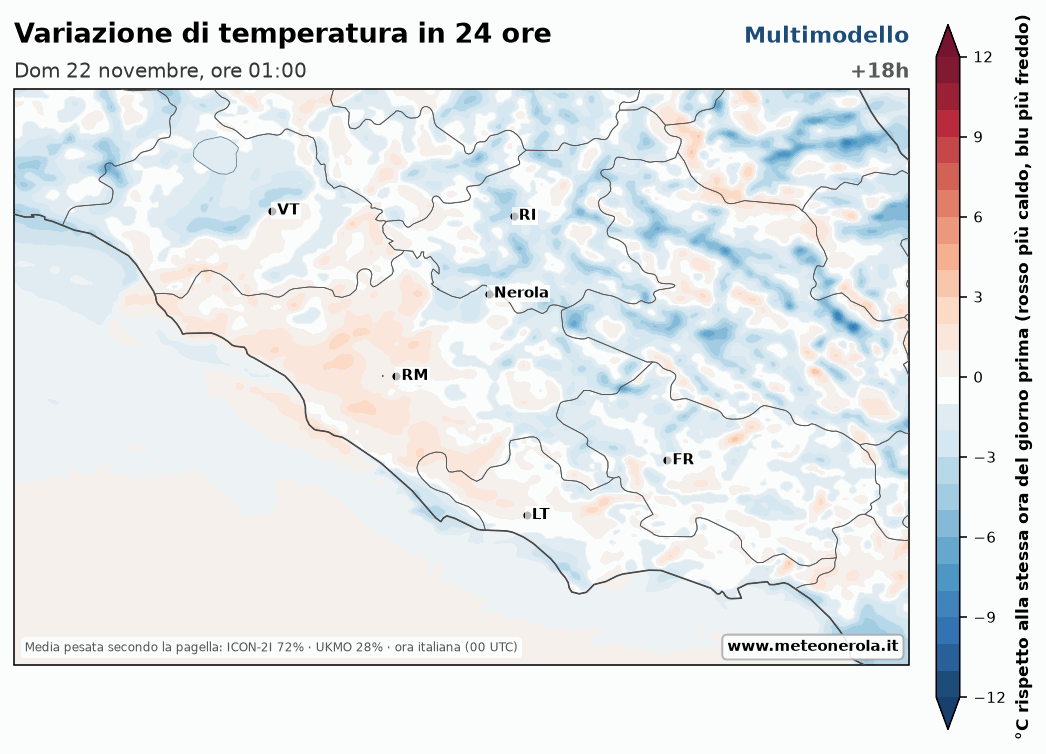 Variazione di temperatura in 24 ore
Multimodello
Dom 22 novembre, ore 01:00
+18h
VT
RI
Nerola
RM
FR
LT
Media pesata secondo la pagella: ICON-2I 72% · UKMO 28% · ora italiana (00 UTC)
www.meteonerola.it
12
9
6
3
0
−3
−6
−9
−12
°C rispetto alla stessa ora del giorno prima (rosso più caldo, blu più freddo)